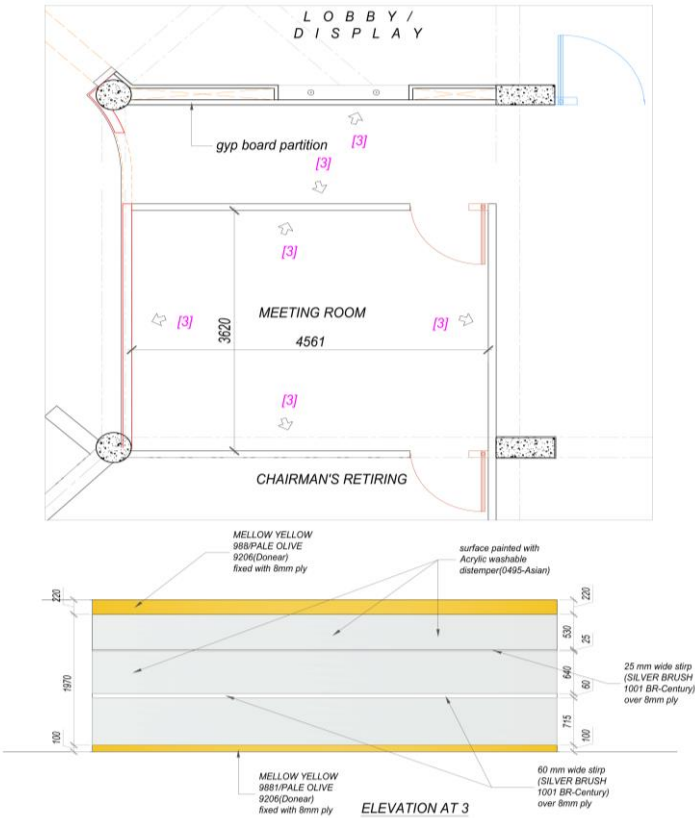 L O B B Y /
D I S P L A Y
gyp board partition
[3]
[3]
[3]
MEETING ROOM
[3]
[3]
3620
4561
[3]
CHAIRMAN'S RETIRING
MELLOW YELLOW
988/PALE OLIVE
9206(Donear)
fixed with 8mm ply
surface painted with
Acrylic washable
distemper(0495-Asian)
220
1970
100
220
530
25
640
60
715
100
25 mm wide stirp
(SILVER BRUSH
1001 BR-Century)
over 8mm ply
MELLOW YELLOW
9881/PALE OLIVE
9206(Donear)
fixed with 8mm ply
60 mm wide stirp
(SILVER BRUSH
1001 BR-Century)
over 8mm ply
ELEVATION AT 3